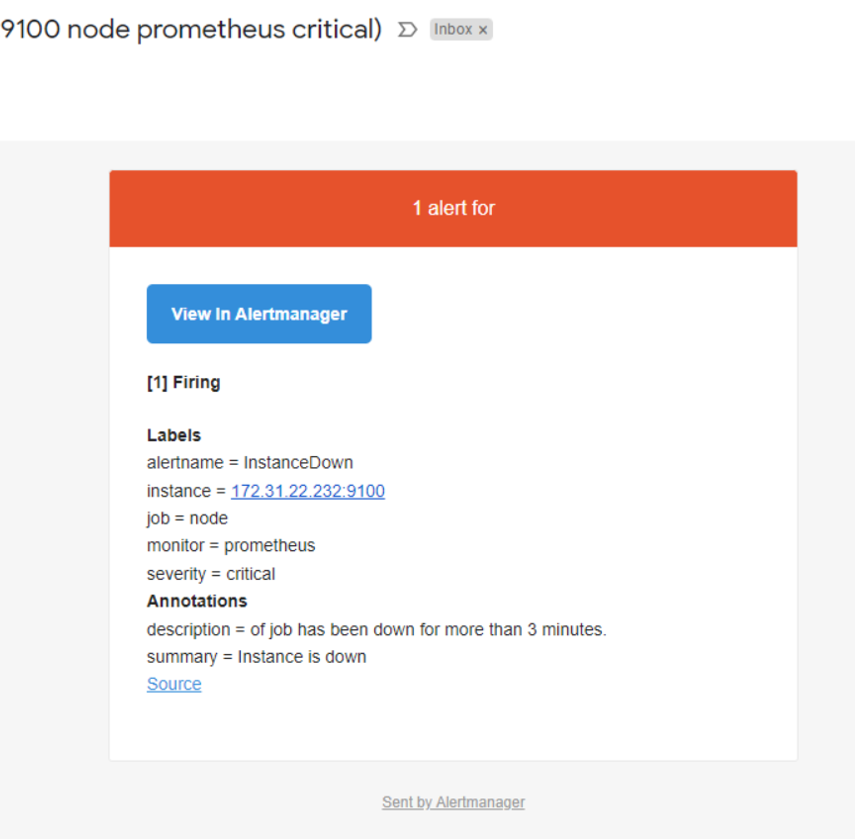 9100 node prometheus critical)
Inbox ×
1 alert for
View In Alertmanager
[1] Firing
Labels
alertname = InstanceDown
instance = 172.31.22.232:9100
job = node
monitor = prometheus
severity = critical
Annotations
description = of job has been down for more than 3 minutes.
summary = Instance is down
Source
Sent by Alertmanager